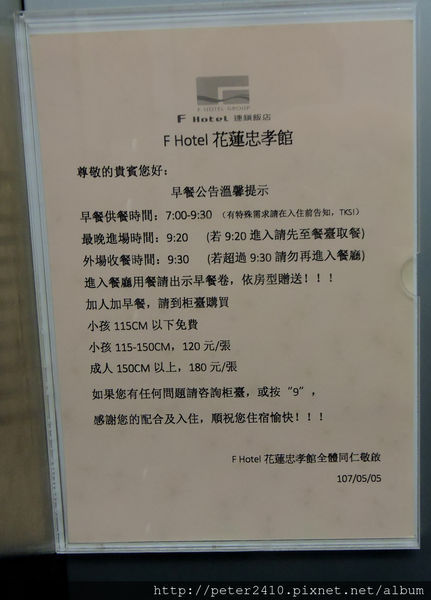 F HOTEL GROUP
F Hotel 連鎖飯店
F Hotel 花蓮忠孝館
尊敬的貴賓您好：
早餐公告溫馨提示
早餐供餐時間：7:00-9:30 （有特殊需求請在入住前告知，TKS!）
最晚進場時間：9:20 (若 9:20 進入請先至餐臺取餐)
外場收餐時間：9:30 (若超過 9:30 請勿再進入餐廳)
進入餐廳用餐請出示早餐卷，依房型贈送！！！
加人加早餐，請到柜臺購買
小孩 115CM 以下免費
小孩 115-150CM，120 元/張
成人 150CM 以上，180 元/張
如果您有任何問題請咨詢柜臺，或按“9”，
感謝您的配合及入住，順祝您住宿愉快！！！
F Hotel 花蓮忠孝館全體同仁敬啟
107/05/05
http://peter2410.pixnet.net/album